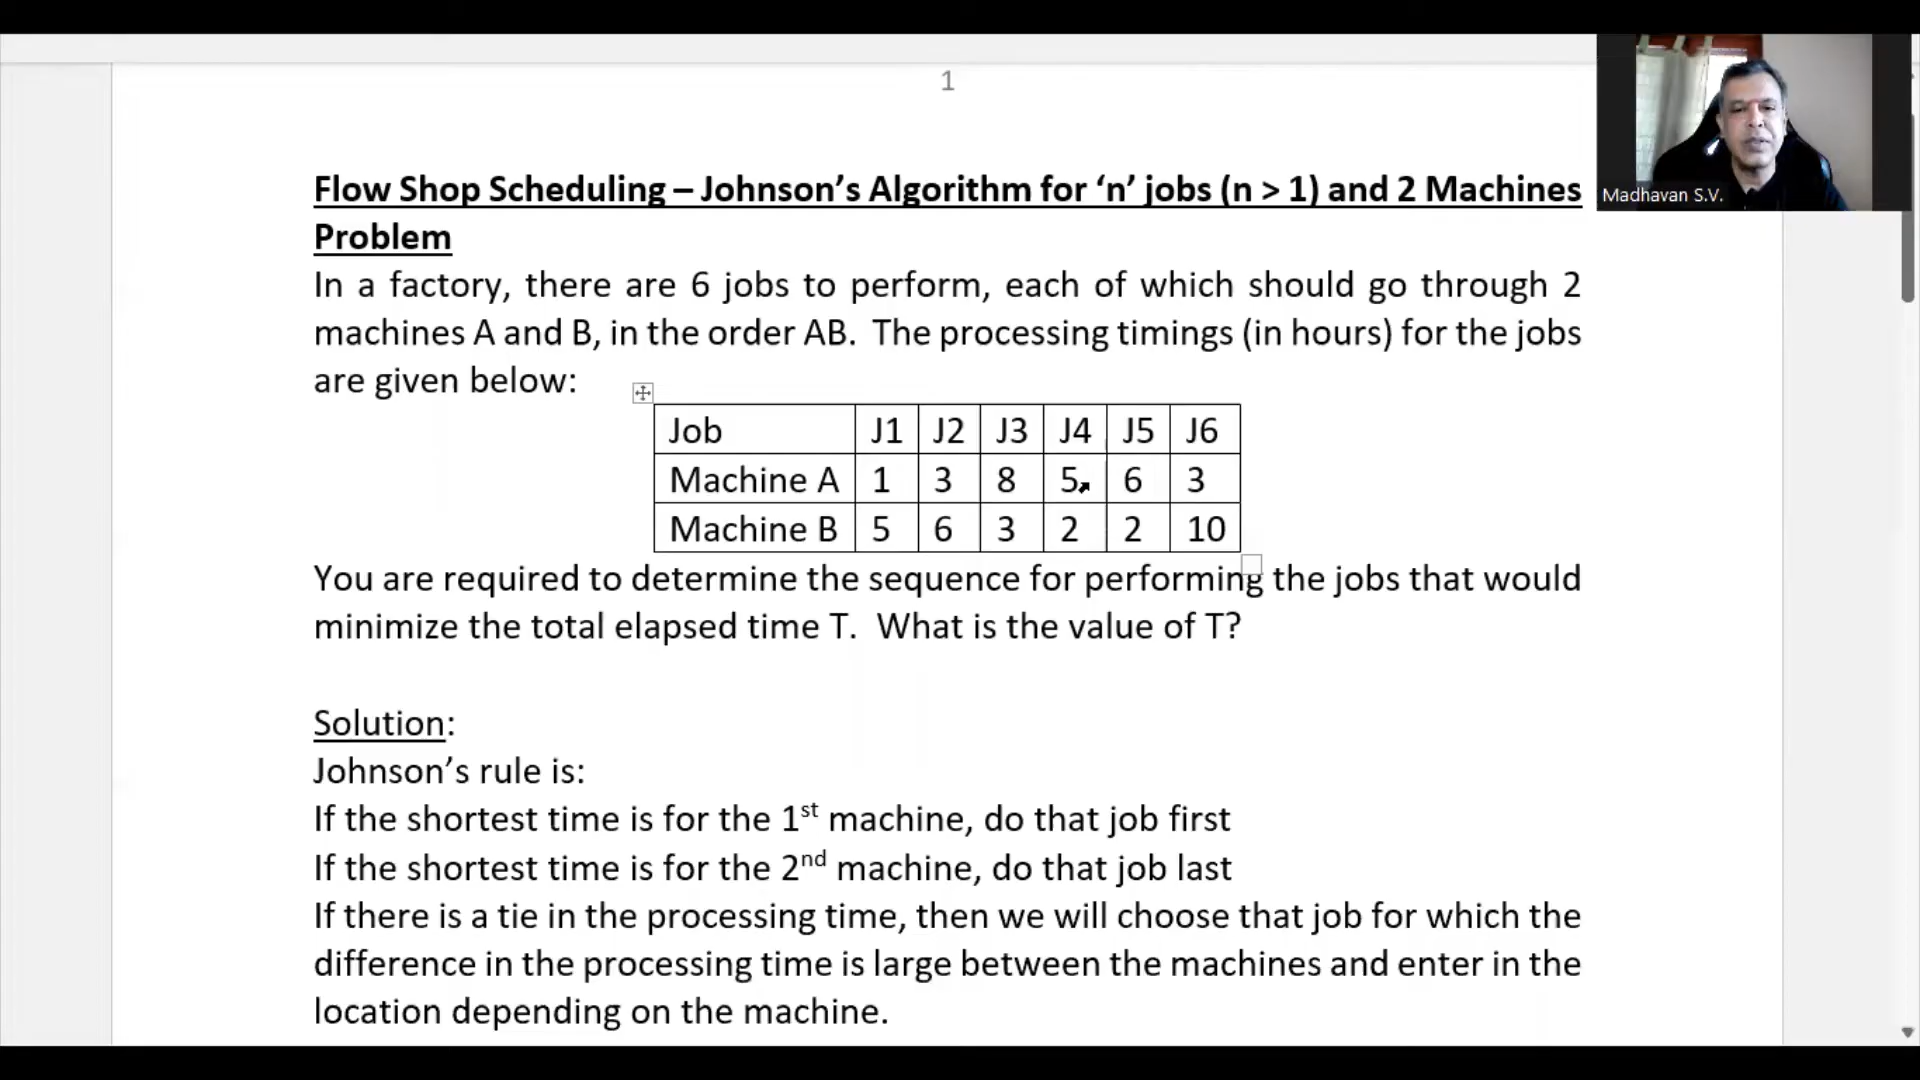 1
Flow Shop Scheduling – Johnson’s Algorithm for ‘n’ jobs (n > 1) and 2 Machines
Problem
In a factory, there are 6 jobs to perform, each of which should go through 2
machines A and B, in the order AB. The processing timings (in hours) for the jobs
are given below:
Job J1 J2 J3 J4 J5 J6
Machine A 1 3 8 5 6 3
Machine B 5 6 3 2 2 10
You are required to determine the sequence for performing the jobs that would
minimize the total elapsed time T. What is the value of T?
Solution:
Johnson’s rule is:
If the shortest time is for the 1st machine, do that job first
If the shortest time is for the 2nd machine, do that job last
If there is a tie in the processing time, then we will choose that job for which the
difference in the processing time is large between the machines and enter in the
location depending on the machine.
Madhavan S.V.